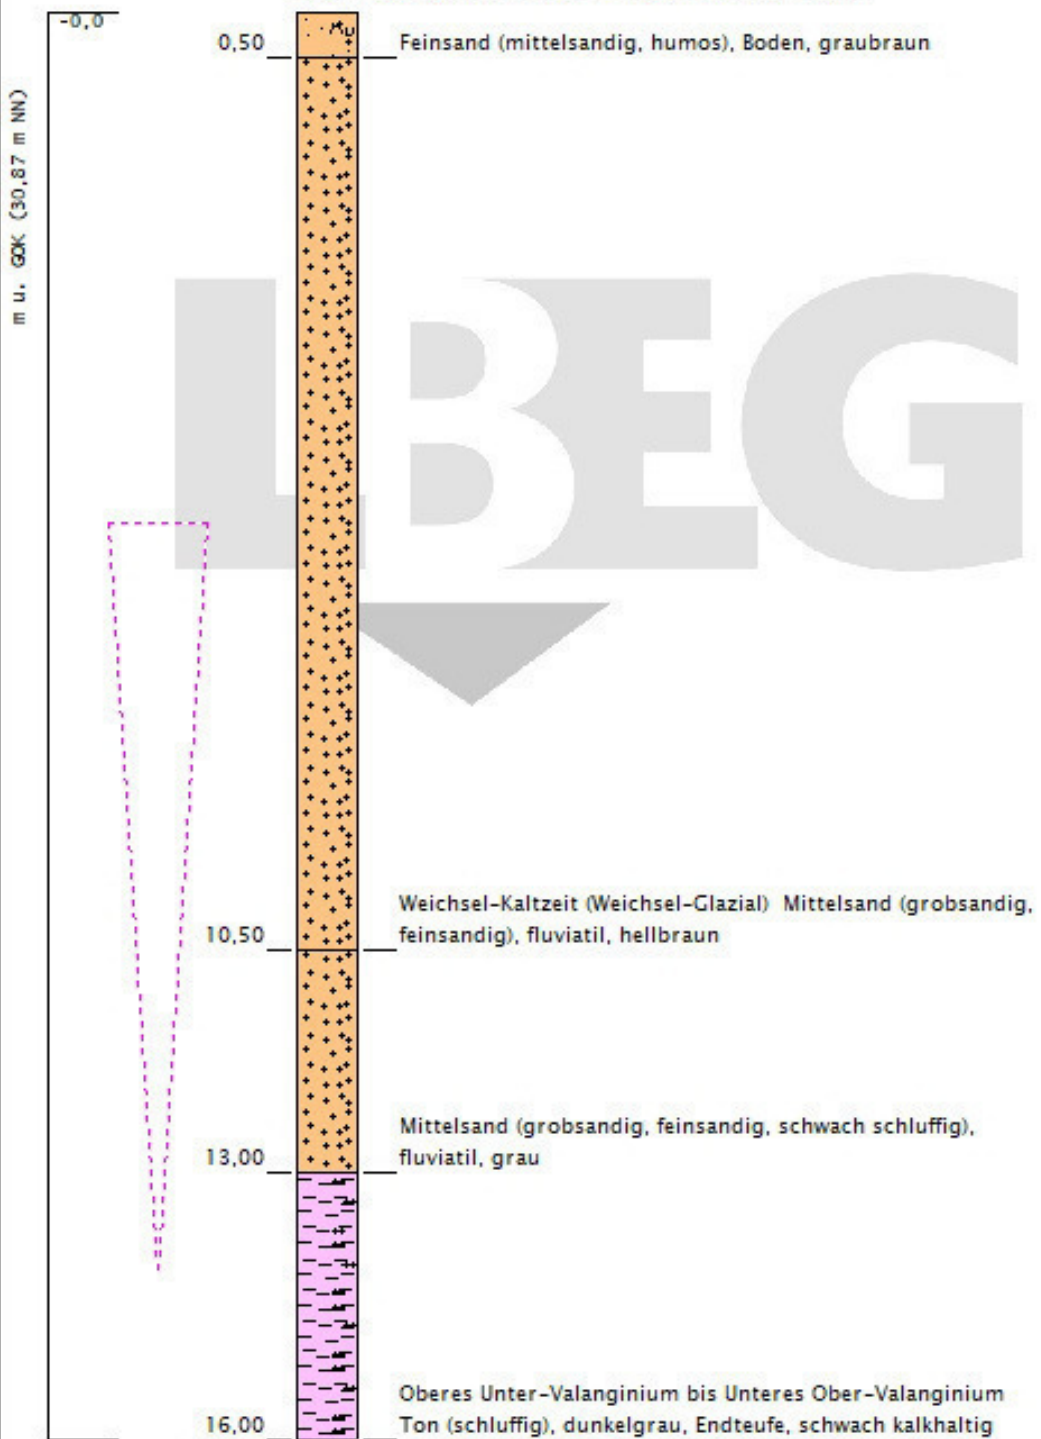 -0,0
m u. GOK (30,87 m NN)
0,50
Feinsand (mittelsandig, humos), Boden, graubraun
LBEG
Weichsel-Kaltzeit (Weichsel-Glazial) Mittelsand (grobsandig,
10,50
feinsandig), fluviatil, hellbraun
Mittelsand (grobsandig, feinsandig, schwach schluffig),
13,00
fluviatil, grau
Oberes Unter-Valanginium bis Unteres Ober-Valanginium
16,00
Ton (schluffig), dunkelgrau, Endteufe, schwach kalkhaltig